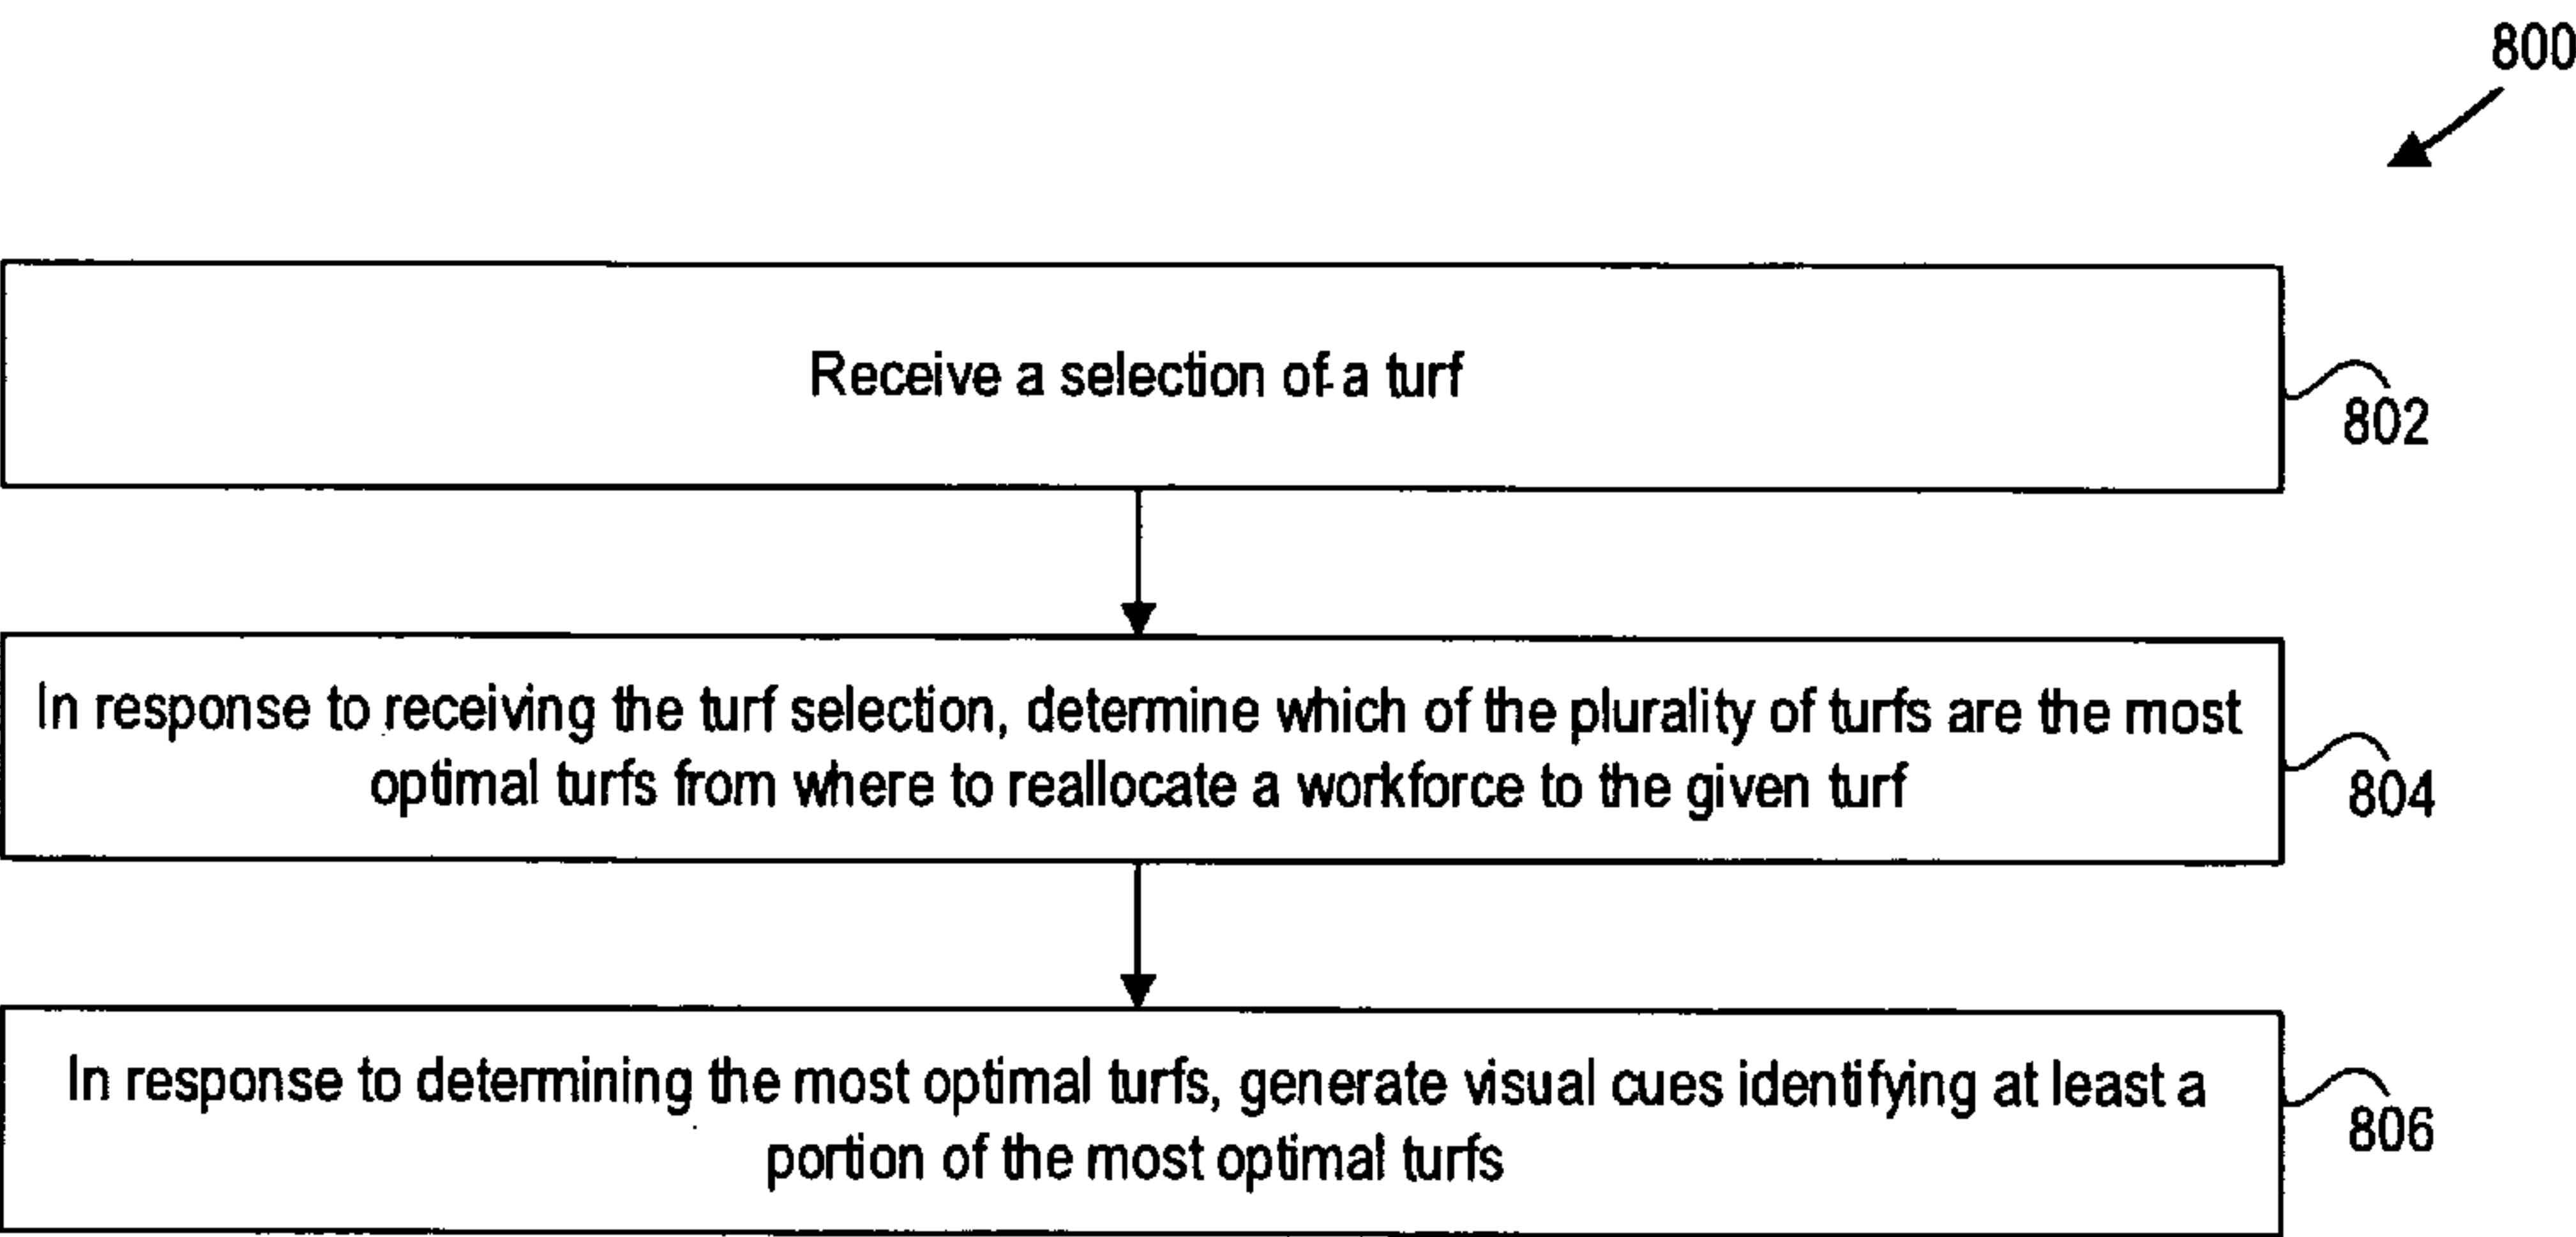 800
Receive a selection of a turf
802
In response to receiving the turf selection, determine which of the plurality of turfs are the most
optimal turfs from where to reallocate a workforce to the given turf
804
In response to determining the most optimal turfs, generate visual cues identifying at least a
portion of the most optimal turfs
806